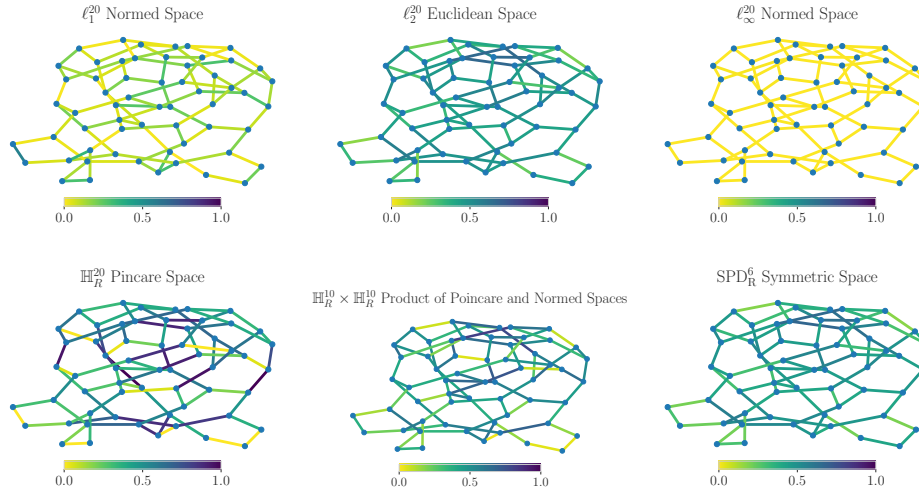 ℓ₁²⁰ Normed Space
ℓ₂²⁰ Euclidean Space
ℓ∞²⁰ Normed Space
0.0 0.5 1.0
0.0 0.5 1.0
0.0 0.5 1.0
ℍ_R²⁰ Pincare Space
ℍ_R¹⁰ × ℍ_R¹⁰ Product of Poincare and Normed Spaces
SPD_R⁶ Symmetric Space
0.0 0.5 1.0
0.0 0.5 1.0
0.0 0.5 1.0